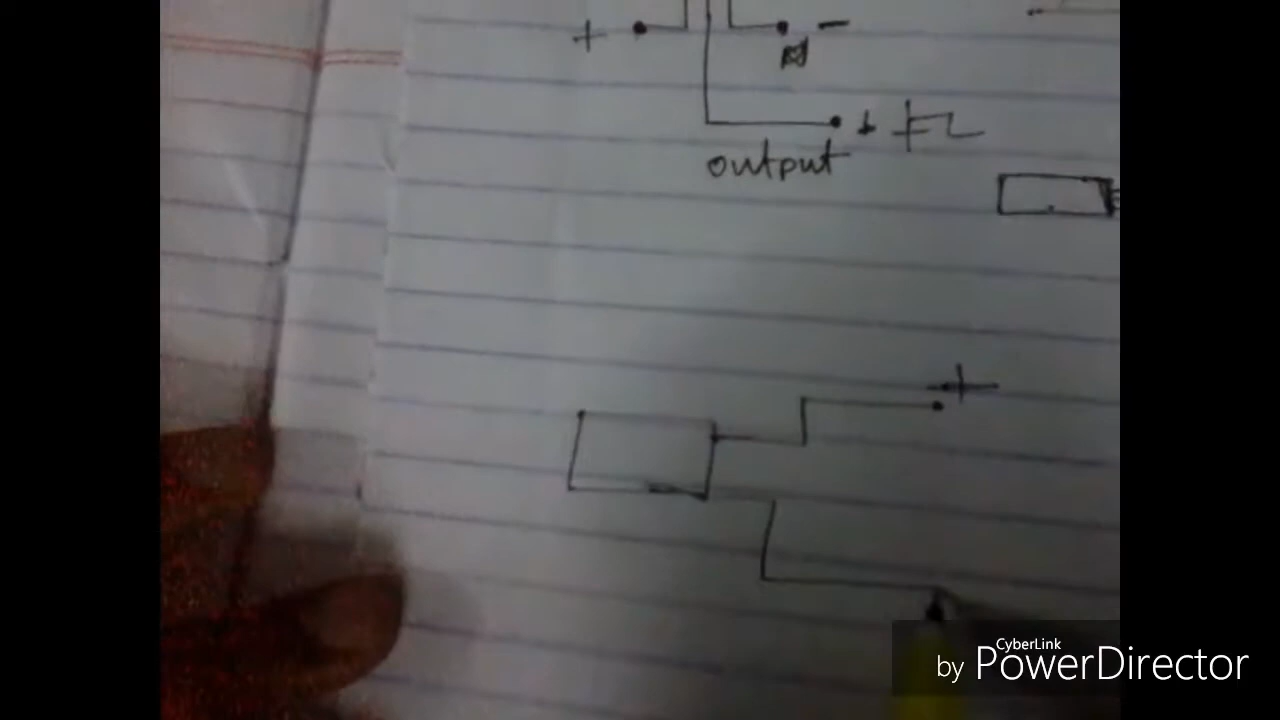 + -
+
output
+
CyberLink
by PowerDirector